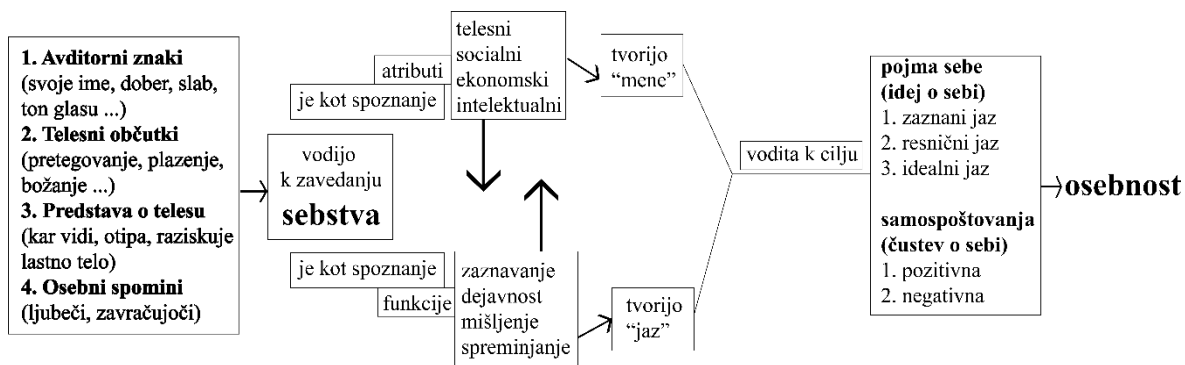 1. Avditorni znaki
(svoje ime, dober, slab,
ton glasu ...)
2. Telesni občutki
(pretegovanje, plazenje,
božanje ...)
3. Predstava o telesu
(kar vidi, otipa, raziskuje
lastno telo)
4. Osebni spomini
(ljubeči, zavračujoči)
vodijo
k zavedanju
sebstva
atributi
je kot spoznanje
telesni
socialni
ekonomski
intelektualni
tvorijo
“mene”
je kot spoznanje
funkcije
zaznavanje
dejavnost
mišljenje
spreminjanje
tvorijo
“jaz”
vodita k cilju
pojma sebe
(idej o sebi)
1. zaznani jaz
2. resnični jaz
3. idealni jaz
samospoštovanja
(čustev o sebi)
1. pozitivna
2. negativna
osebnost